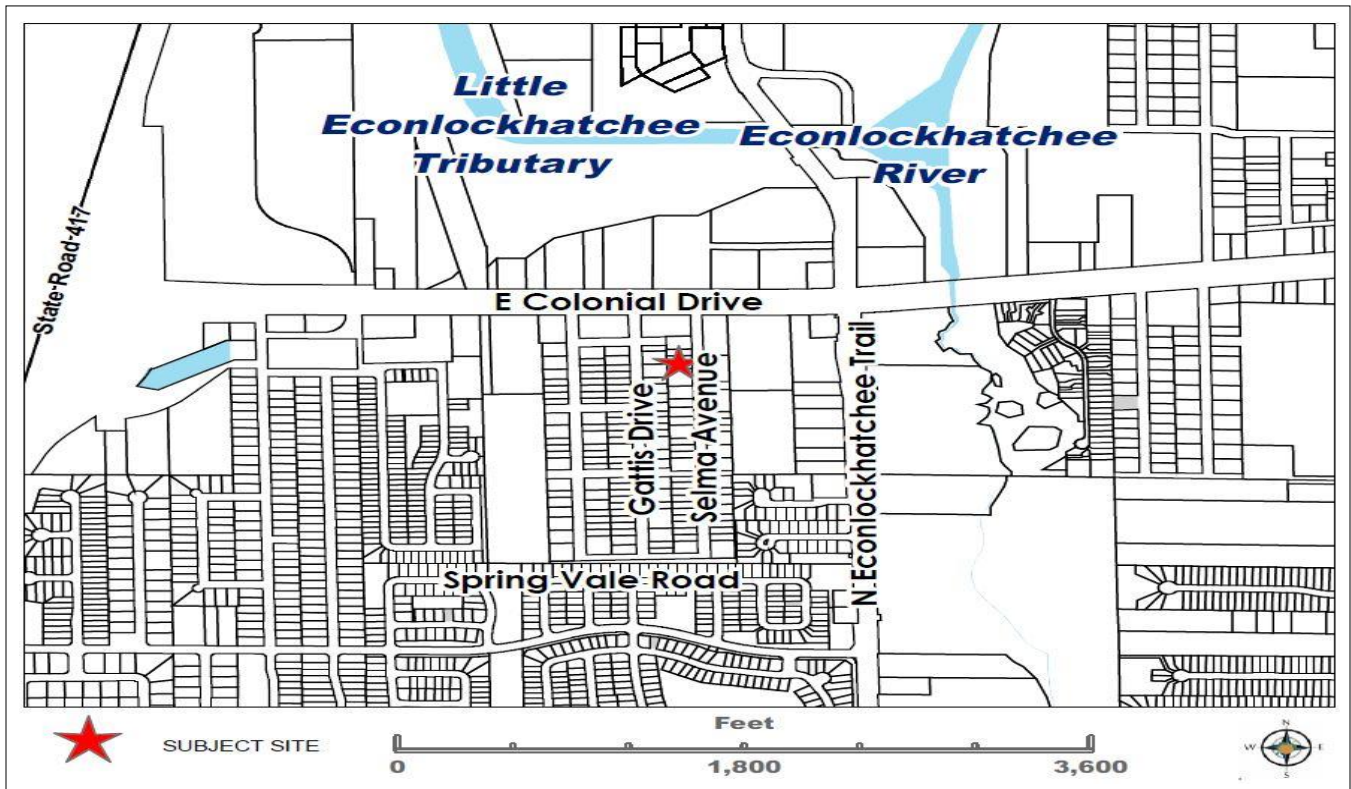 Little
Econlockhatchee
Tributary
Econlockhatchee
River
State-Road-417
E Colonial Drive
Gattis Drive
Selma Avenue
N Econlockhatchee Trail
Spring Vale Road
SUBJECT SITE
Feet
0
1,800
3,600
N
W
E
S